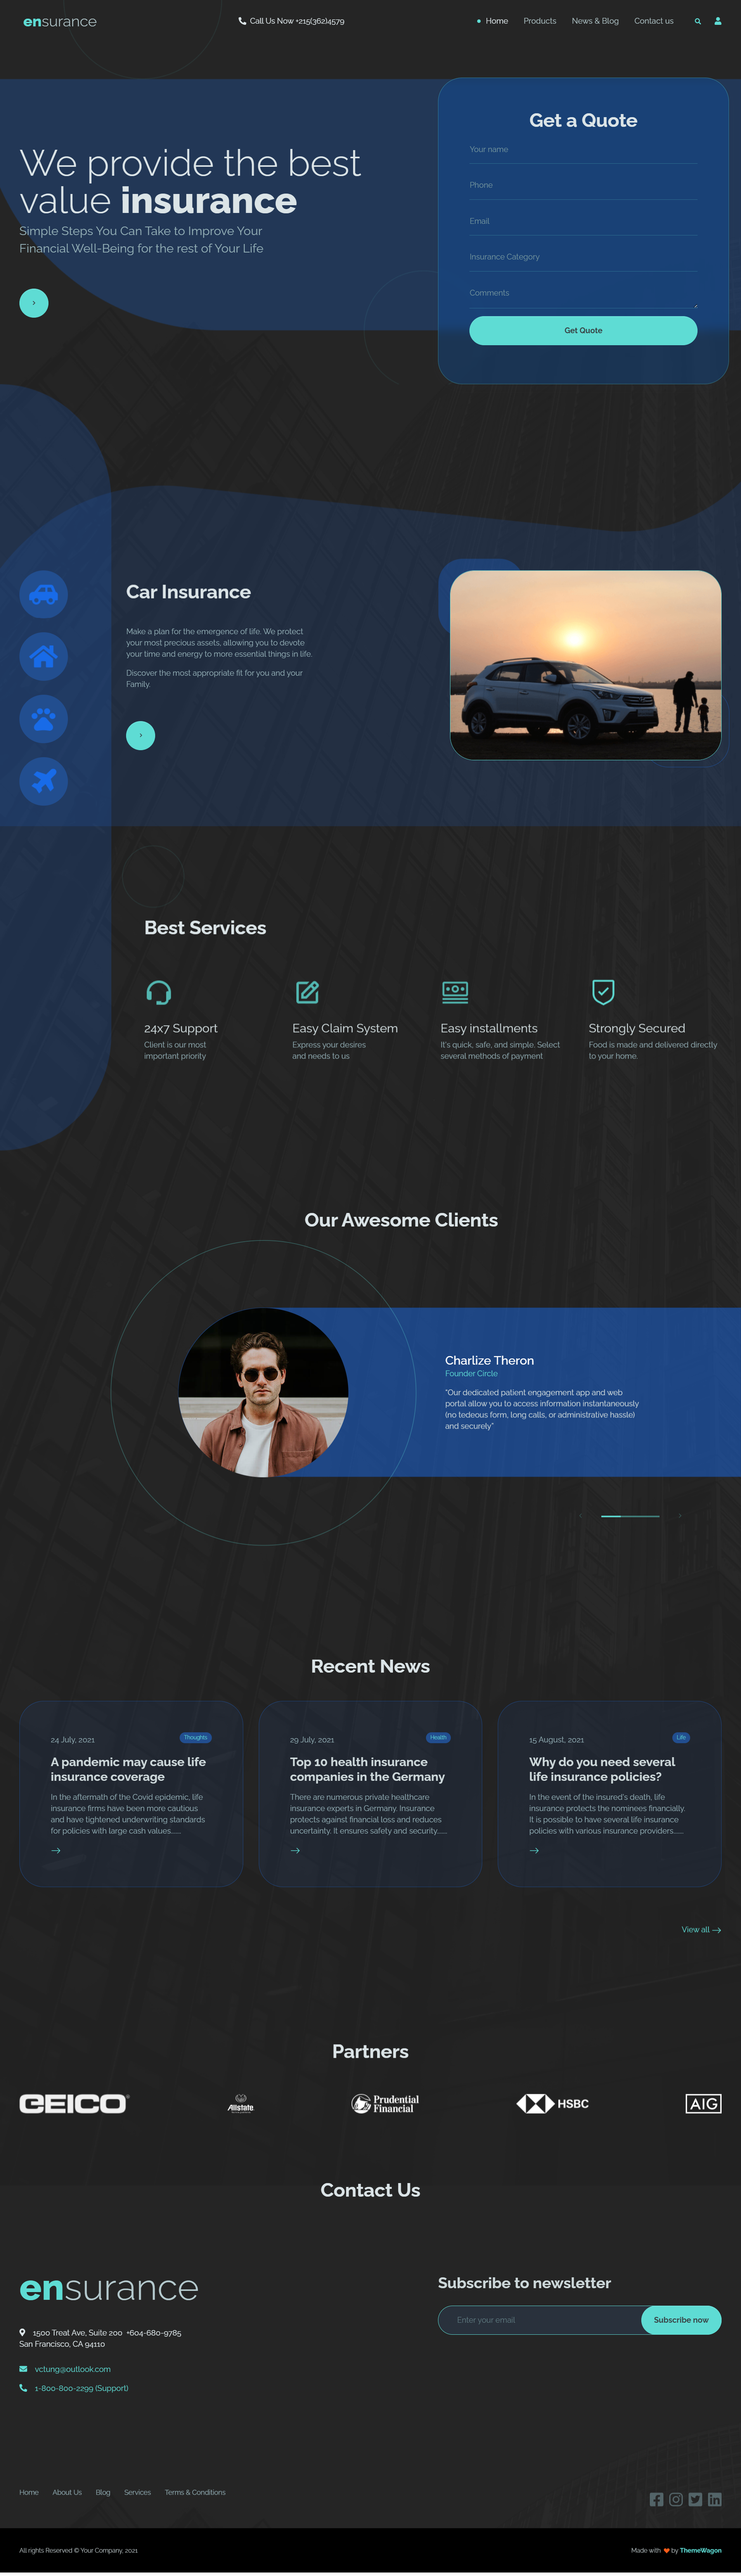 ensurance
Call Us Now +215(362)4579
Home
Products
News & Blog
Contact us
We provide the best
value insurance
Simple Steps You Can Take to Improve Your
Financial Well-Being for the rest of Your Life
Get a Quote
Your name
Phone
Email
Insurance Category
Comments
Get Quote
Car Insurance
Make a plan for the emergence of life. We protect
your most precious assets, allowing you to devote
your time and energy to more essential things in life.
Discover the most appropriate fit for you and your
Family.
Best Services
24x7 Support
Client is our most
important priority
Easy Claim System
Express your desires
and needs to us
Easy installments
It's quick, safe, and simple. Select
several methods of payment
Strongly Secured
Food is made and delivered directly
to your home.
Our Awesome Clients
Charlize Theron
Founder Circle
"Our dedicated patient engagement app and web
portal allow you to access information instantaneously
(no tedeous form, long calls, or administrative hassle)
and securely"
Recent News
24 July, 2021
Thoughts
A pandemic may cause life
insurance coverage
In the aftermath of the Covid epidemic, life
insurance firms have been more cautious
and have tightened underwriting standards
for policies with large cash values.......
29 July, 2021
Health
Top 10 health insurance
companies in the Germany
There are numerous private healthcare
insurance experts in Germany. Insurance
protects against financial loss and reduces
uncertainty. It ensures safety and security.......
15 August, 2021
Life
Why do you need several
life insurance policies?
In the event of the insured's death, life
insurance protects the nominees financially.
It is possible to have several life insurance
policies with various insurance providers.......
View all
Partners
GEICO
Allstate
Prudential
Financial
HSBC
AIG
Contact Us
ensurance
1500 Treat Ave, Suite 200 +604-680-9785
San Francisco, CA 94110
vctung@outlook.com
1-800-800-2299 (Support)
Subscribe to newsletter
Enter your email
Subscribe now
Home
About Us
Blog
Services
Terms & Conditions
All rights Reserved © Your Company, 2021
Made with by ThemeWagon